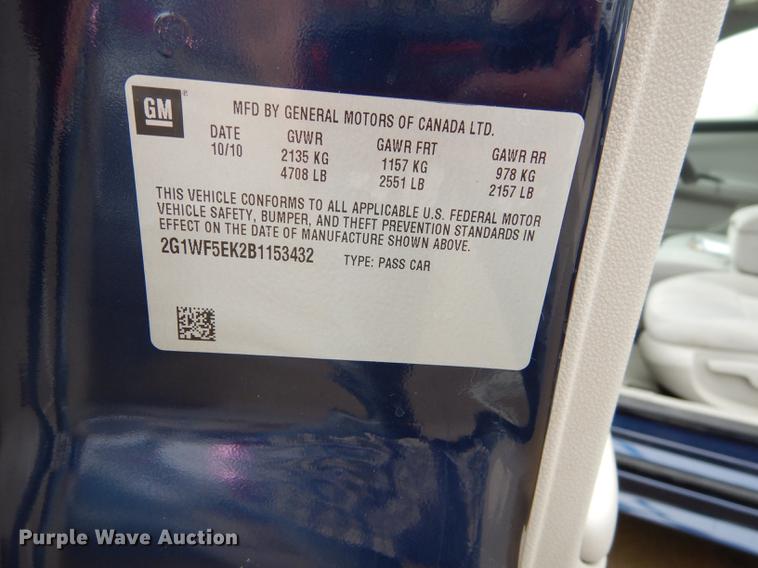 GM
MFD BY GENERAL MOTORS OF CANADA LTD.
DATE GVWR GAWR FRT GAWR RR
10/10 2135 KG 1157 KG 978 KG
4708 LB 2551 LB 2157 LB
THIS VEHICLE CONFORMS TO ALL APPLICABLE U.S. FEDERAL MOTOR
VEHICLE SAFETY, BUMPER, AND THEFT PREVENTION STANDARDS IN
EFFECT ON THE DATE OF MANUFACTURE SHOWN ABOVE.
2G1WF5EK2B1153432 TYPE: PASS CAR
Purple Wave Auction